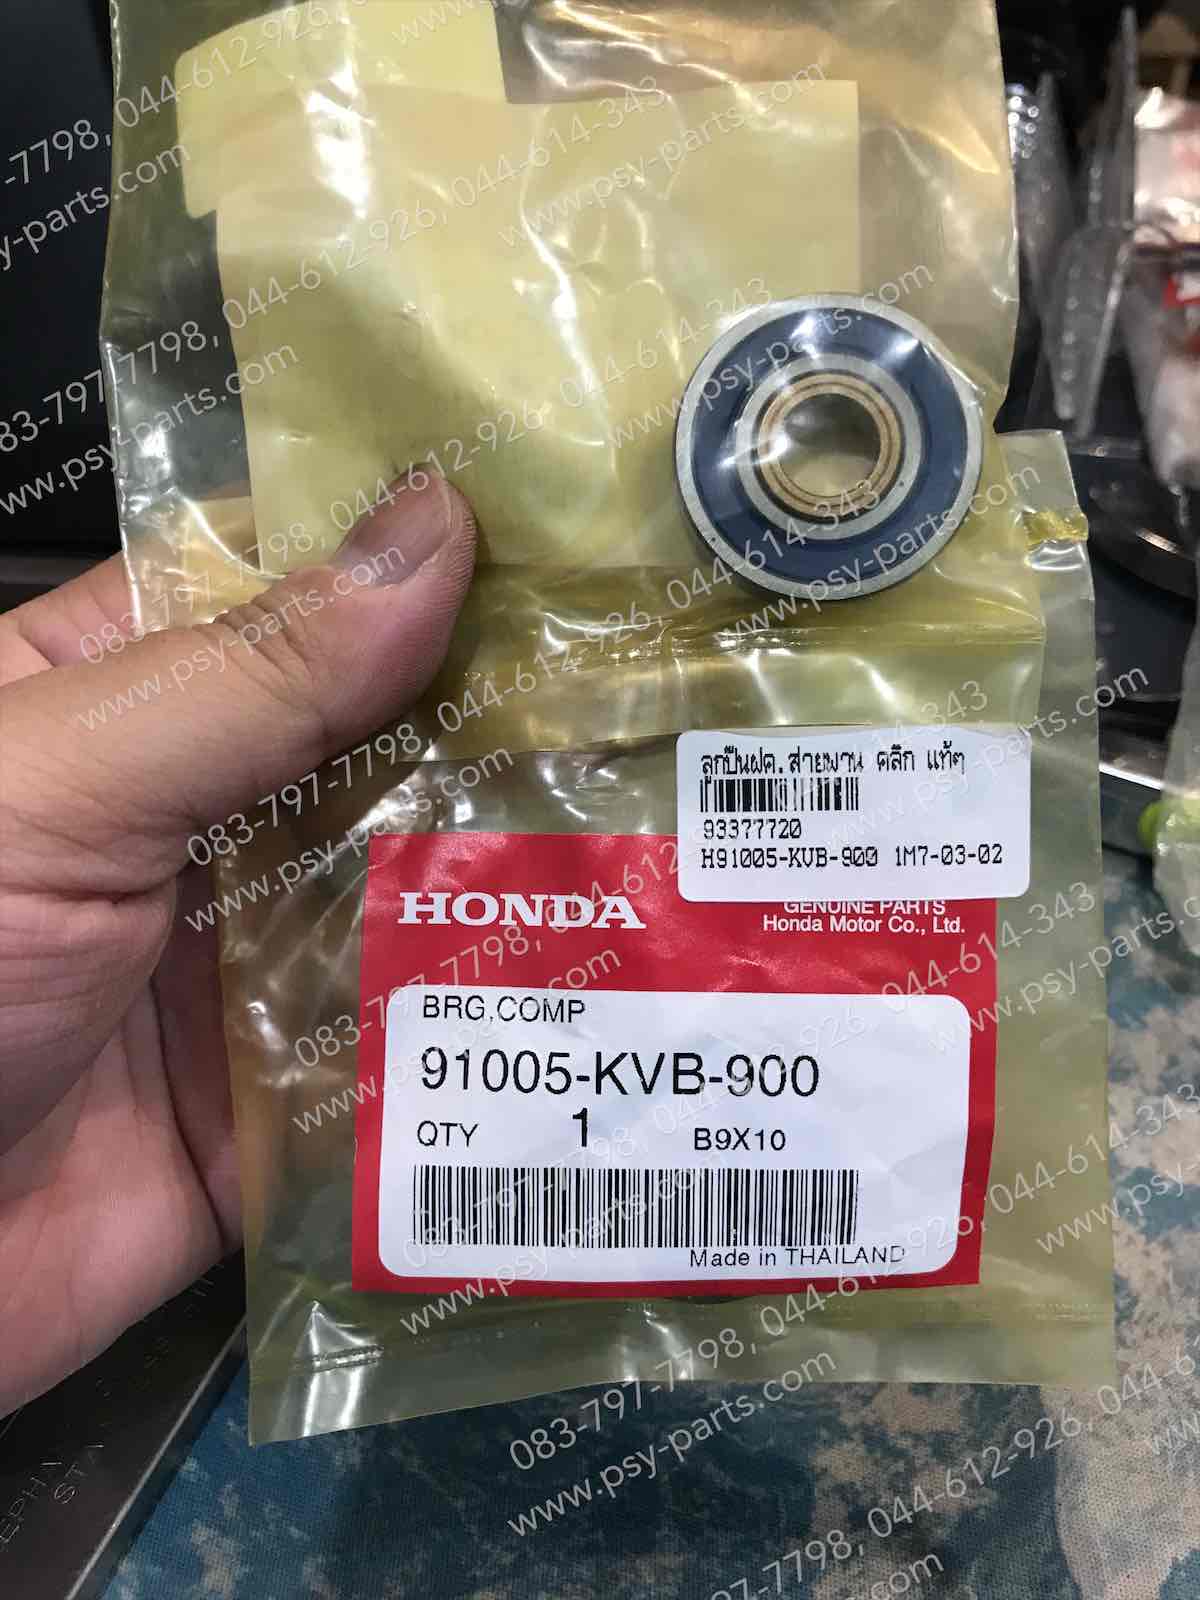 ลูกปืนฝค.สายพาน คลิก แท้ๆ
93377720
H91005-KVB-900 1M7-03-02
HONDA
GENUINE PARTS
Honda Motor Co., Ltd.
BRG,COMP
91005-KVB-900
QTY 1 B9X10
Made in THAILAND
083-797-7798, 044-612-926, 044-614-343
www.psy-parts.com